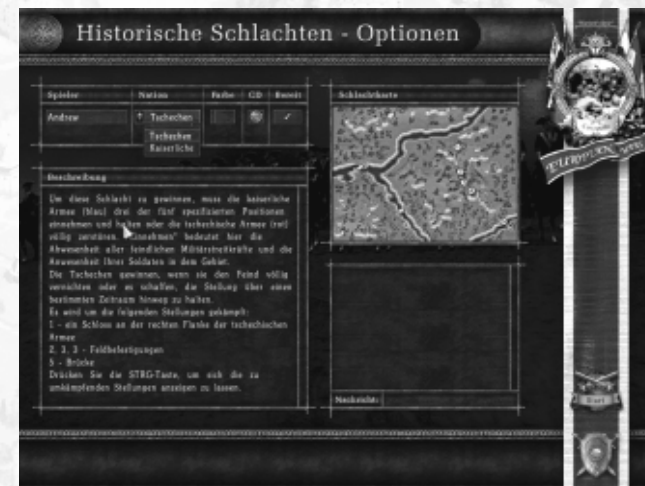 Historische Schlachten - Optionen
Spieler Nation Farbe CD Bereit
Andrew Tschechen
Tschechen
Kaiserliche
Schlachtkarte
Beschreibung
Um diese Schlacht zu gewinnen, muss die kaiserliche
Armee (blau) drei der fünf spezifizierten Positionen
einnehmen und halten oder die tschechische Armee (rot)
völlig zerstören. "Einnehmen" bedeutet hier die
Abwesenheit aller feindlichen Militärstreitkräfte und die
Anwesenheit Ihrer Soldaten in dem Gebiet.
Die Tschechen gewinnen, wenn sie den Feind völlig
vernichten oder es schaffen, die Stellung über einen
bestimmten Zeitraum hinweg zu halten.
Es wird um die folgenden Stellungen gekämpft:
1 - ein Schloss an der rechten Flanke der tschechischen
Armee
2, 3, 3 - Feldbefestigungen
5 - Brücke
Drücken Sie die STRG-Taste, um sich die zu
umkämpfenden Stellungen anzeigen zu lassen.
Nachricht:
Start